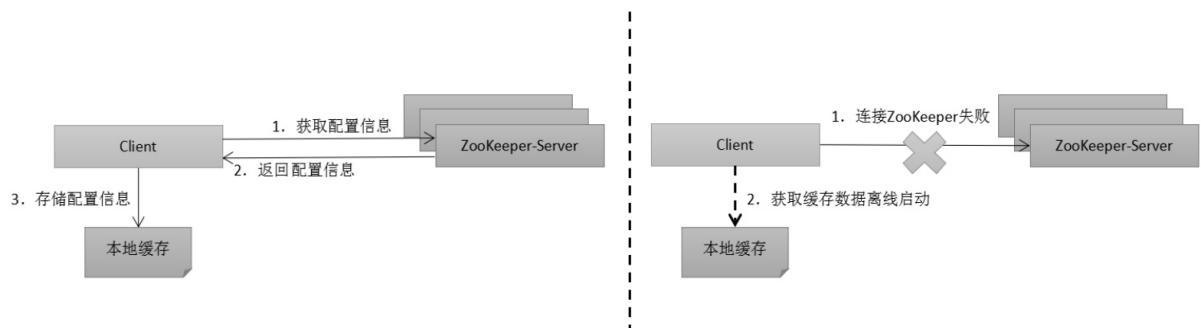 1. 获取配置信息
Client
ZooKeeper-Server
2. 返回配置信息
3. 存储配置信息
本地缓存
1. 连接ZooKeeper失败
Client
ZooKeeper-Server
2. 获取缓存数据离线启动
本地缓存